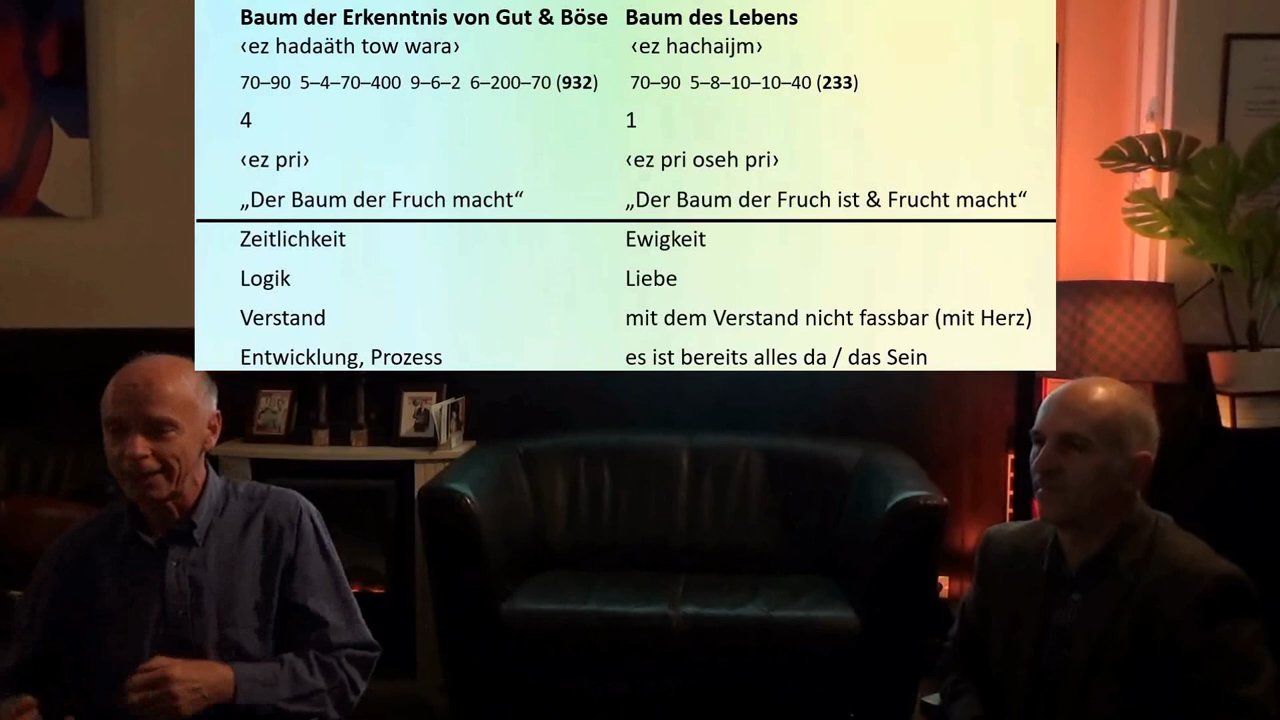 Baum der Erkenntnis von Gut & Böse Baum des Lebens
‹ez hadaäth tow wara› ‹ez hachaijm›
70–90 5–4–70–400 9–6–2 6–200–70 (932) 70–90 5–8–10–10–40 (233)
4 1
‹ez pri› ‹ez pri oseh pri›
„Der Baum der Fruch macht“ „Der Baum der Fruch ist & Frucht macht“
Zeitlichkeit Ewigkeit
Logik Liebe
Verstand mit dem Verstand nicht fassbar (mit Herz)
Entwicklung, Prozess es ist bereits alles da / das Sein